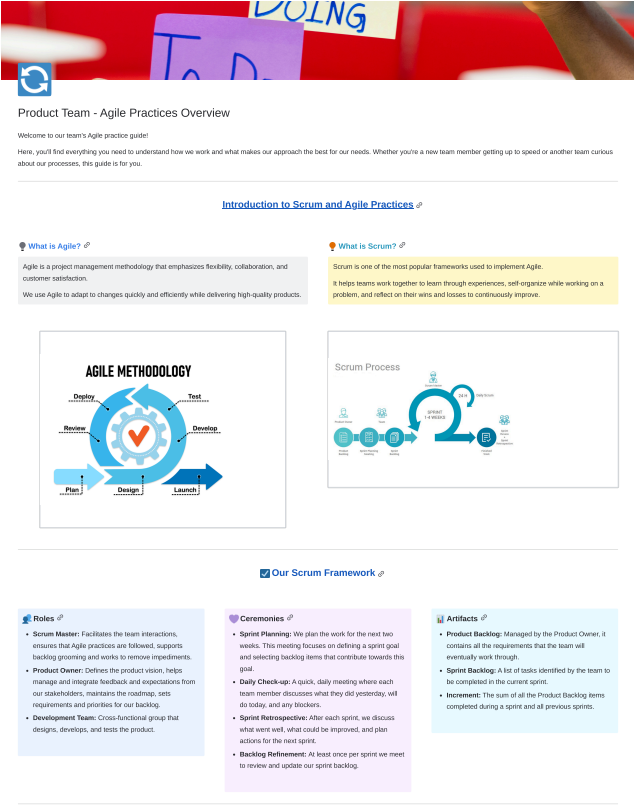 DOING
To Do
Product Team - Agile Practices Overview
Welcome to our team's Agile practice guide!
Here, you'll find everything you need to understand how we work and what makes our approach the best for our needs. Whether you're a new team member getting up to speed or another team curious
about our processes, this guide is for you.
Introduction to Scrum and Agile Practices
What is Agile?
Agile is a project management methodology that emphasizes flexibility, collaboration, and
customer satisfaction.
We use Agile to adapt to changes quickly and efficiently while delivering high-quality products.
What is Scrum?
Scrum is one of the most popular frameworks used to implement Agile.
It helps teams work together to learn through experiences, self-organize while working on a
problem, and reflect on their wins and losses to continuously improve.
AGILE METHODOLOGY
Deploy
Test
Review
Develop
Plan
Design
Launch
Scrum Process
24 H
Daily Scrum
SPRINT
1-4 WEEKS
Product
Backlog
Sprint Planning
Sprint
Backlog
Our Scrum Framework
Roles
• Scrum Master: Facilitates the team interactions,
ensures that Agile practices are followed, supports
backlog grooming and works to remove impediments.
• Product Owner: Defines the product vision, helps
manage and integrate feedback and expectations from
our stakeholders, maintains the roadmap, sets
requirements and priorities for our backlog.
• Development Team: Cross-functional group that
designs, develops, and tests the product.
Ceremonies
• Sprint Planning: We plan the work for the next two
weeks. This meeting focuses on defining a sprint goal
and selecting backlog items that contribute towards this
goal.
• Daily Check-up: A quick, daily meeting where each
team member discusses what they did yesterday, will
do today, and any blockers.
• Sprint Retrospective: After each sprint, we discuss
what went well, what could be improved, and plan
actions for the next sprint.
• Backlog Refinement: At least once per sprint we meet
to review and update our sprint backlog.
Artifacts
• Product Backlog: Managed by the Product Owner, it
contains all the requirements that the team will
eventually work through.
• Sprint Backlog: A list of tasks identified by the team to
be completed in the current sprint.
• Increment: The sum of all the Product Backlog items
completed during a sprint and all previous sprints.